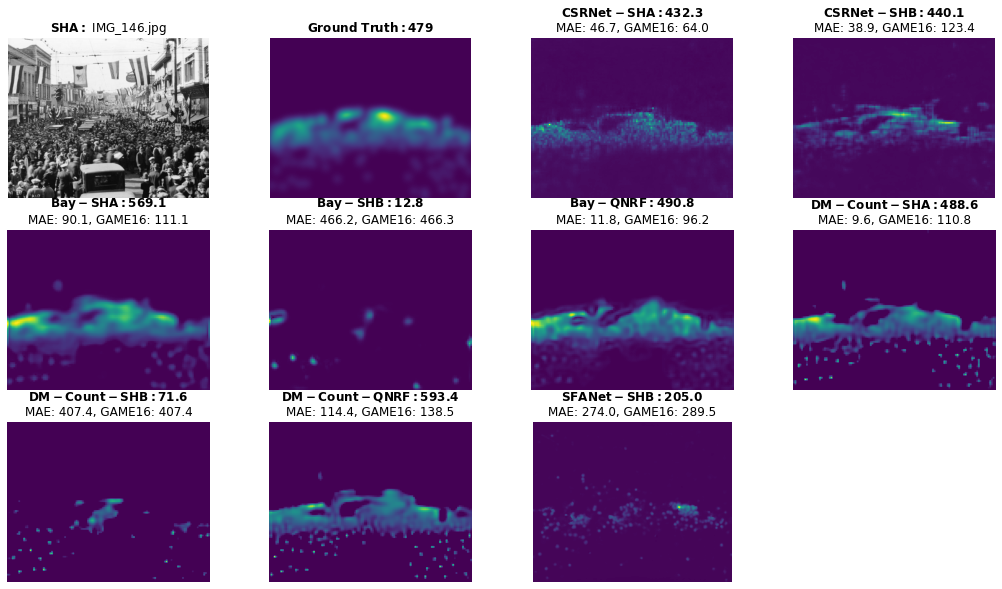 SHA: IMG_146.jpg
Ground Truth: 479
CSRNet-SHA: 432.3
MAE: 46.7, GAME16: 64.0
CSRNet-SHB: 440.1
MAE: 38.9, GAME16: 123.4
Bay-SHA: 569.1
MAE: 90.1, GAME16: 111.1
Bay-SHB: 12.8
MAE: 466.2, GAME16: 466.3
Bay-QNRF: 490.8
MAE: 11.8, GAME16: 96.2
DM-Count-SHA: 488.6
MAE: 9.6, GAME16: 110.8
DM-Count-SHB: 71.6
MAE: 407.4, GAME16: 407.4
DM-Count-QNRF: 593.4
MAE: 114.4, GAME16: 138.5
SFANet-SHB: 205.0
MAE: 274.0, GAME16: 289.5